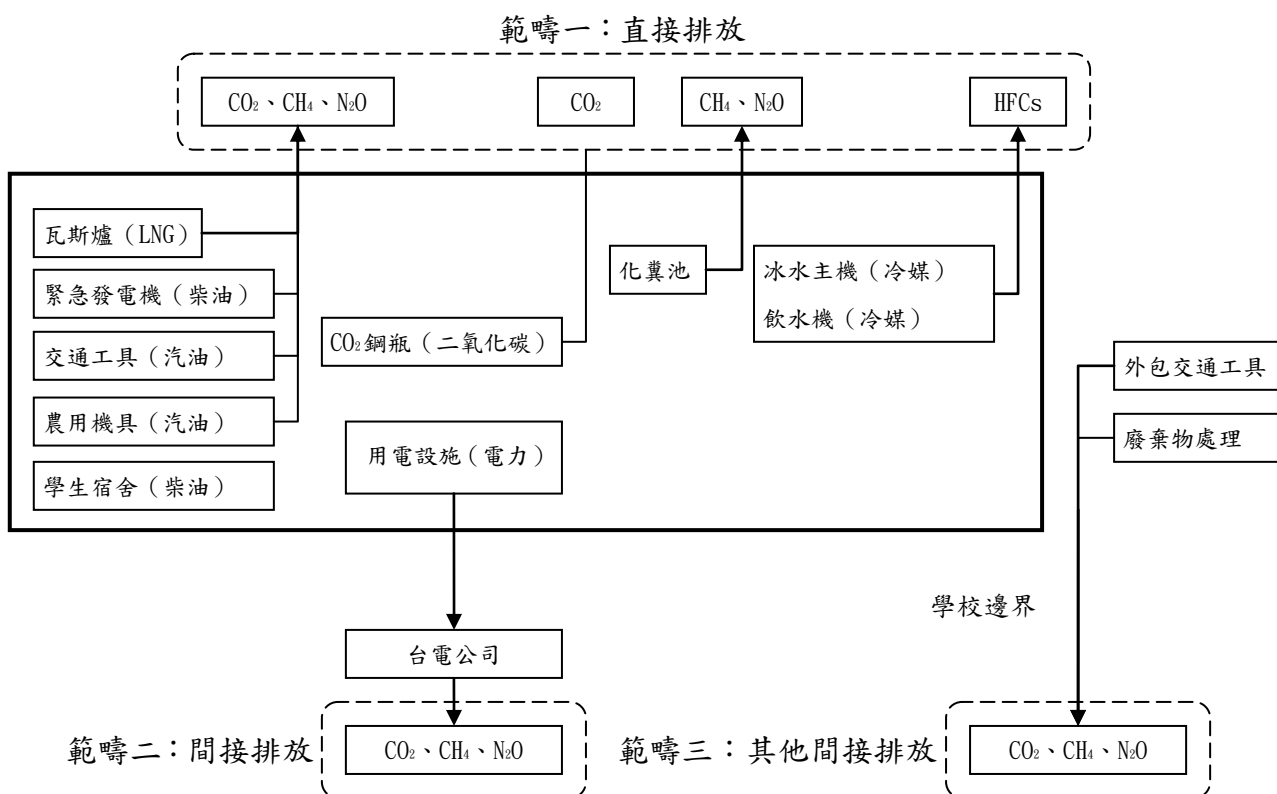 範疇一：直接排放
CO₂、CH₄、N₂O
CO₂
CH₄、N₂O
HFCs
瓦斯爐（LNG）
緊急發電機（柴油）
交通工具（汽油）
農用機具（汽油）
學生宿舍（柴油）
CO₂鋼瓶（二氧化碳）
用電設施（電力）
化糞池
冰水主機（冷媒）
飲水機（冷媒）
外包交通工具
廢棄物處理
學校邊界
台電公司
範疇二：間接排放
CO₂、CH₄、N₂O
範疇三：其他間接排放
CO₂、CH₄、N₂O